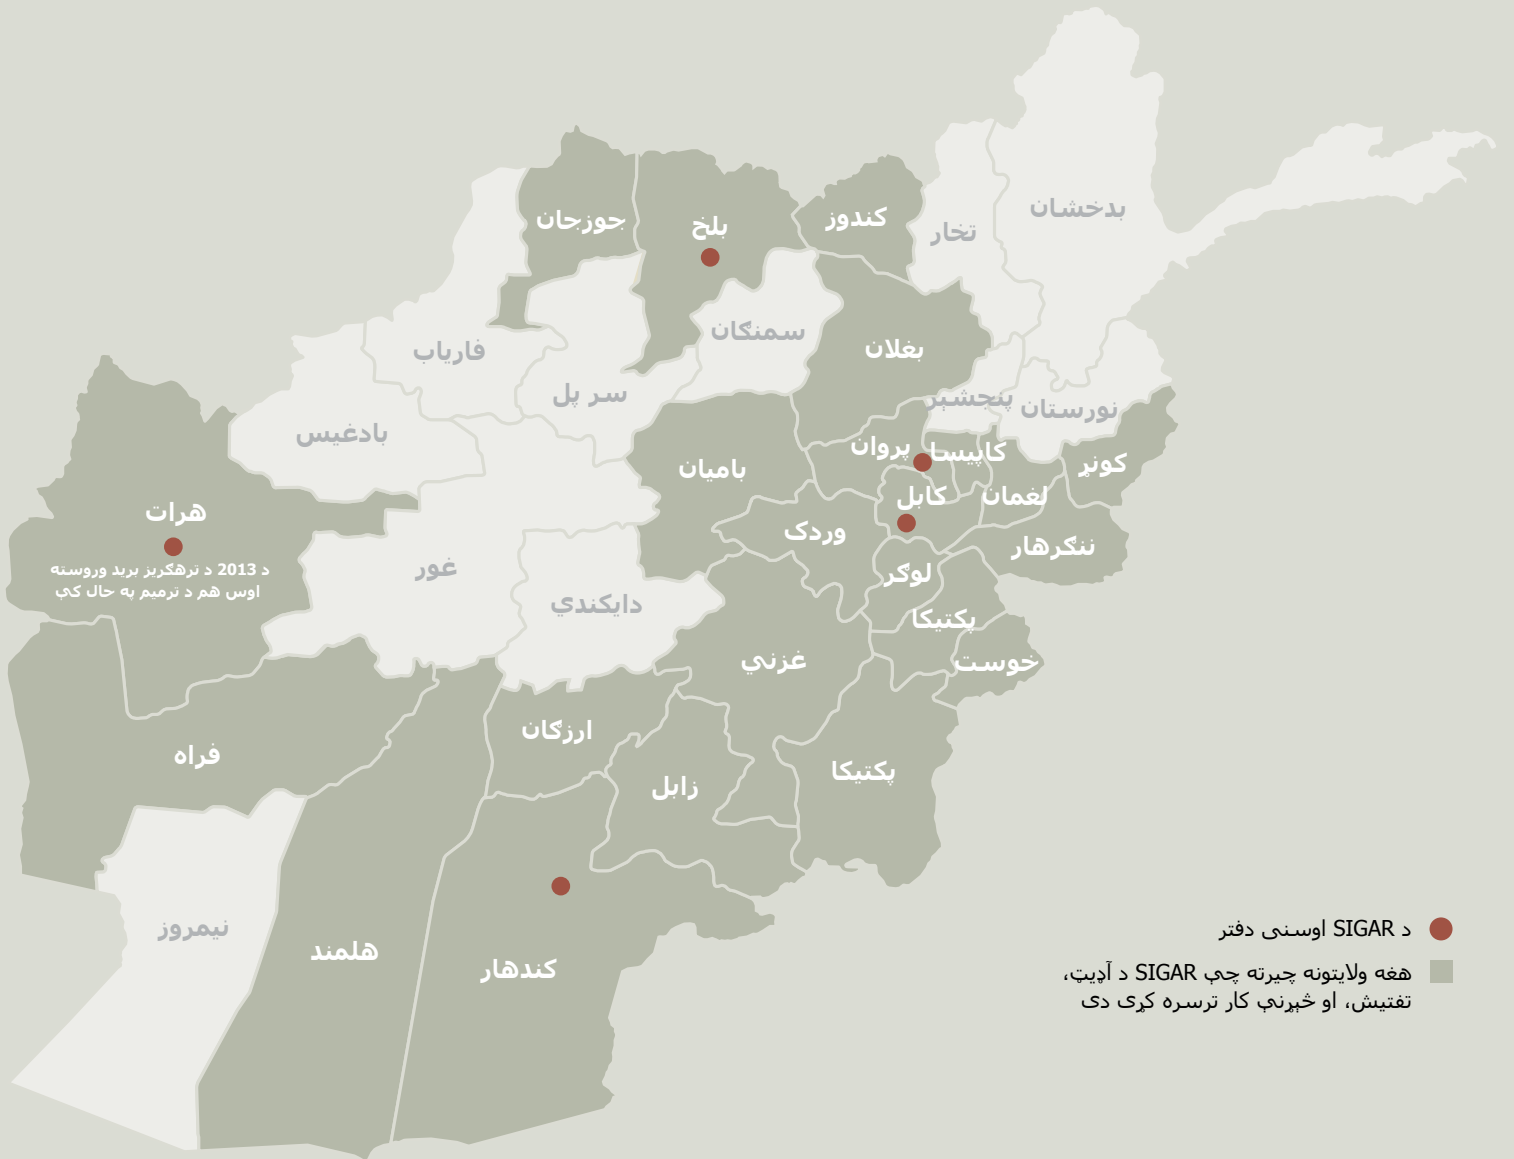 بدخشان
تخار
کندوز
بلخ
جوزجان
سمنګان
بغلان
فاریاب
سر پل
پنجشېر
نورستان
بادغیس
پروان
کاپیسا
کونړ
بامیان
کابل
لغمان
هرات
وردک
ننګرهار
د 2013 د ترهګریز برید وروسته
اوس هم د ترمیم په حال کې
غور
لوګر
دایکندي
پکتیکا
غزني
خوست
ارزګان
فراه
زابل
پکتیکا
نیمروز
هلمند
کندهار
د SIGAR اوسنی دفتر
هغه ولایتونه چیرته چې SIGAR د آډیټ،
تفتیش، او څېړنې کار ترسره کړی دی